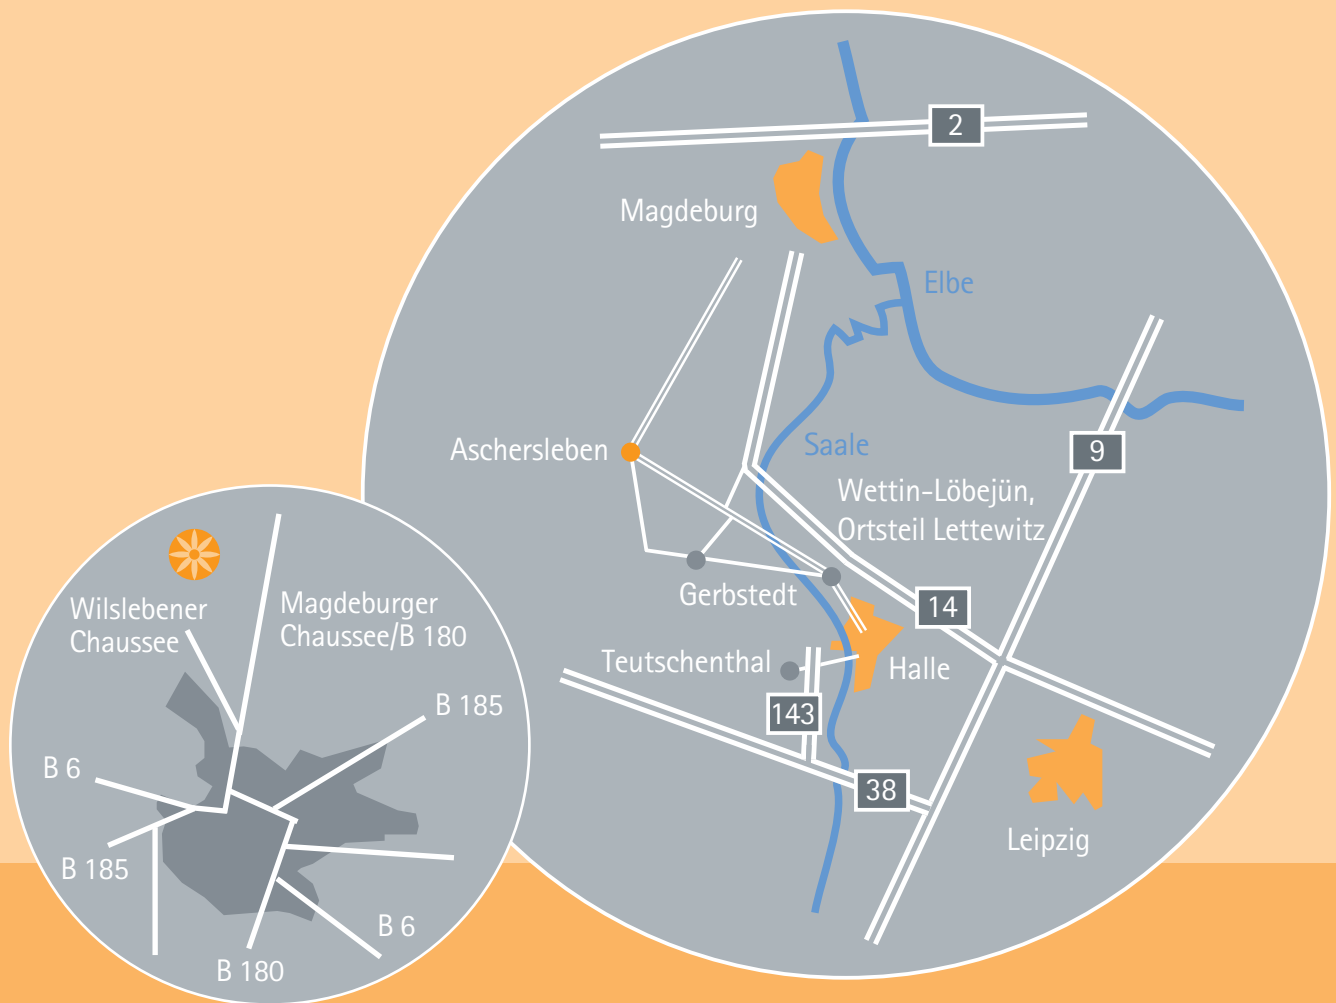 2
Magdeburg
Elbe
Aschersleben
Saale
9
Wettin-Löbejün,
Ortsteil Lettewitz
Gerbstedt
14
Teutschenthal
Halle
143
38
Leipzig
Wilslebener
Chaussee
Magdeburger
Chaussee/B 180
B 185
B 6
B 185
B 6
B 180